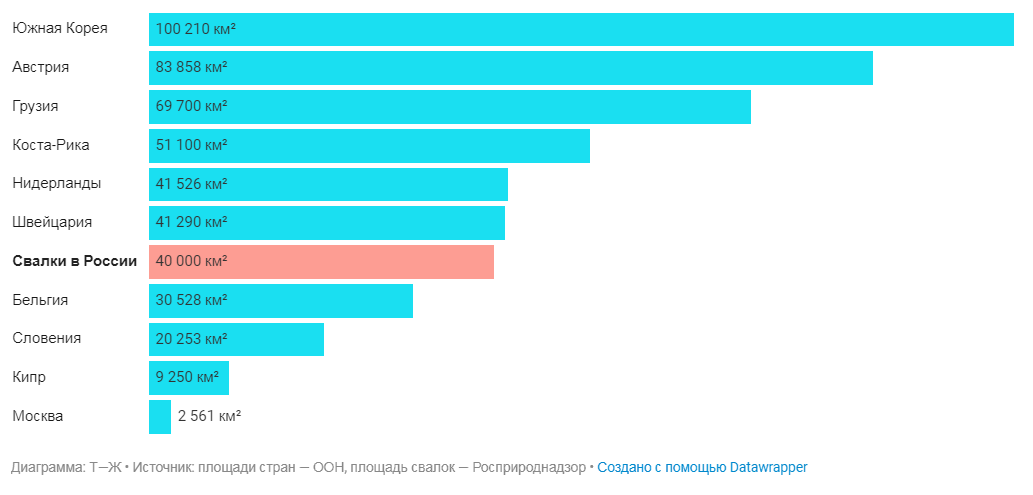 Южная Корея 100 210 км²
Австрия 83 858 км²
Грузия 69 700 км²
Коста-Рика 51 100 км²
Нидерланды 41 526 км²
Швейцария 41 290 км²
Свалки в России 40 000 км²
Бельгия 30 528 км²
Словения 20 253 км²
Кипр 9 250 км²
Москва 2 561 км²
Диаграмма: Т—Ж • Источник: площади стран — ООН, площадь свалок — Росприроднадзор • Создано с помощью Datawrapper